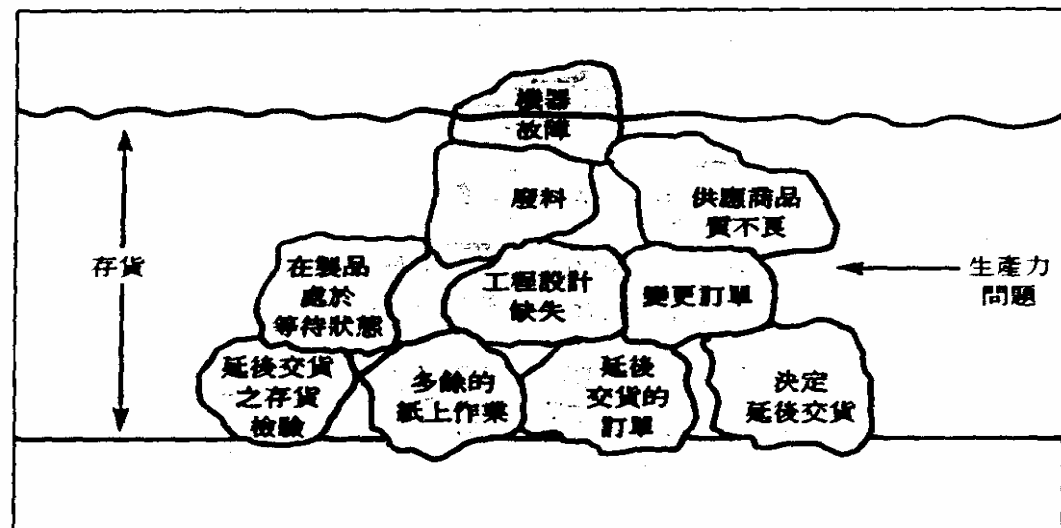 機器
故障
廢料
供應商品
質不良
存貨
在製品
處於
等待狀態
工程設計
缺失
變更訂單
生產力
問題
延後交貨
之存貨
檢驗
多餘的
紙上作業
延後
交貨的
訂單
決定
延後交貨